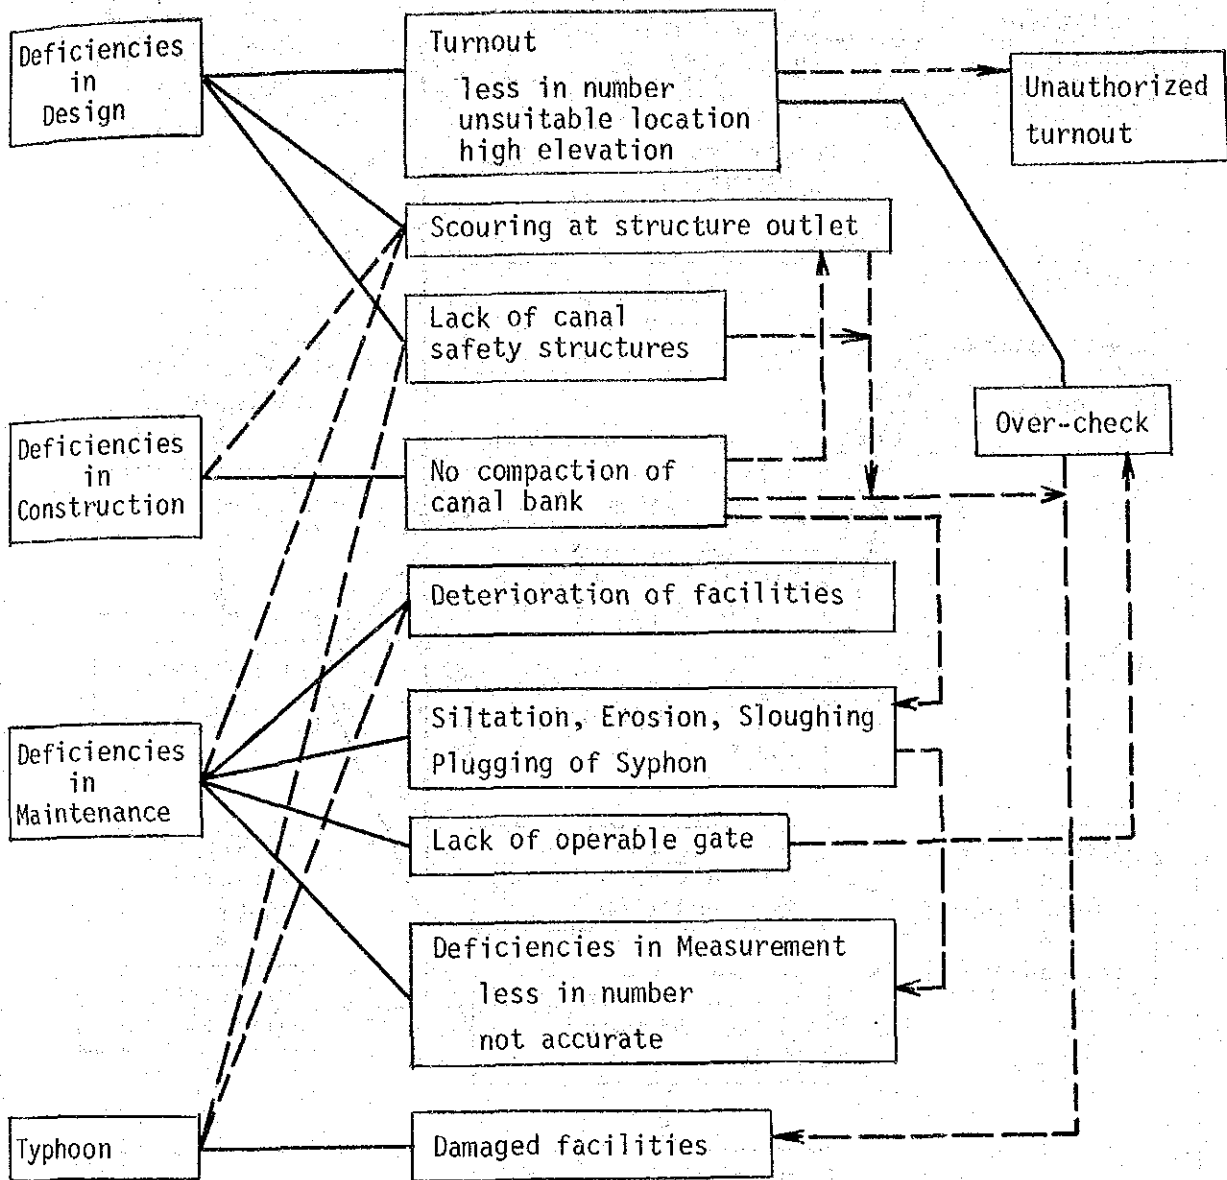 Deficiencies
in
Design
Turnout
less in number
unsuitable location
high elevation
Unauthorized
turnout
Scouring at structure outlet
Lack of canal
safety structures
Over-check
Deficiencies
in
Construction
No compaction of
canal bank
Deterioration of facilities
Deficiencies
in
Maintenance
Siltation, Erosion, Sloughing
Plugging of Syphon
Lack of operable gate
Deficiencies in Measurement
less in number
not accurate
Typhoon
Damaged facilities